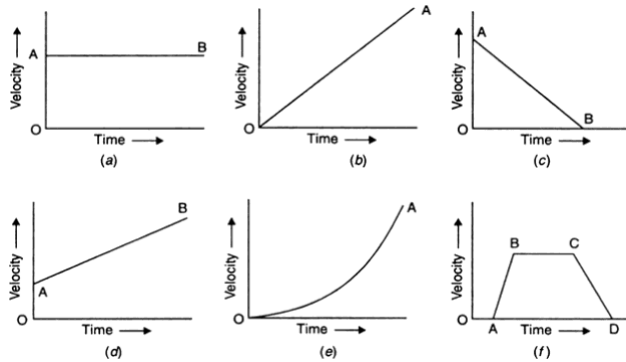 A B
Velocity
O
Time
(a)
A
Velocity
O
Time
(b)
A
Velocity
O
Time
B
(c)
B
A
Velocity
O
Time
(d)
A
Velocity
O
Time
(e)
B C
Velocity
O
A Time D
(f)